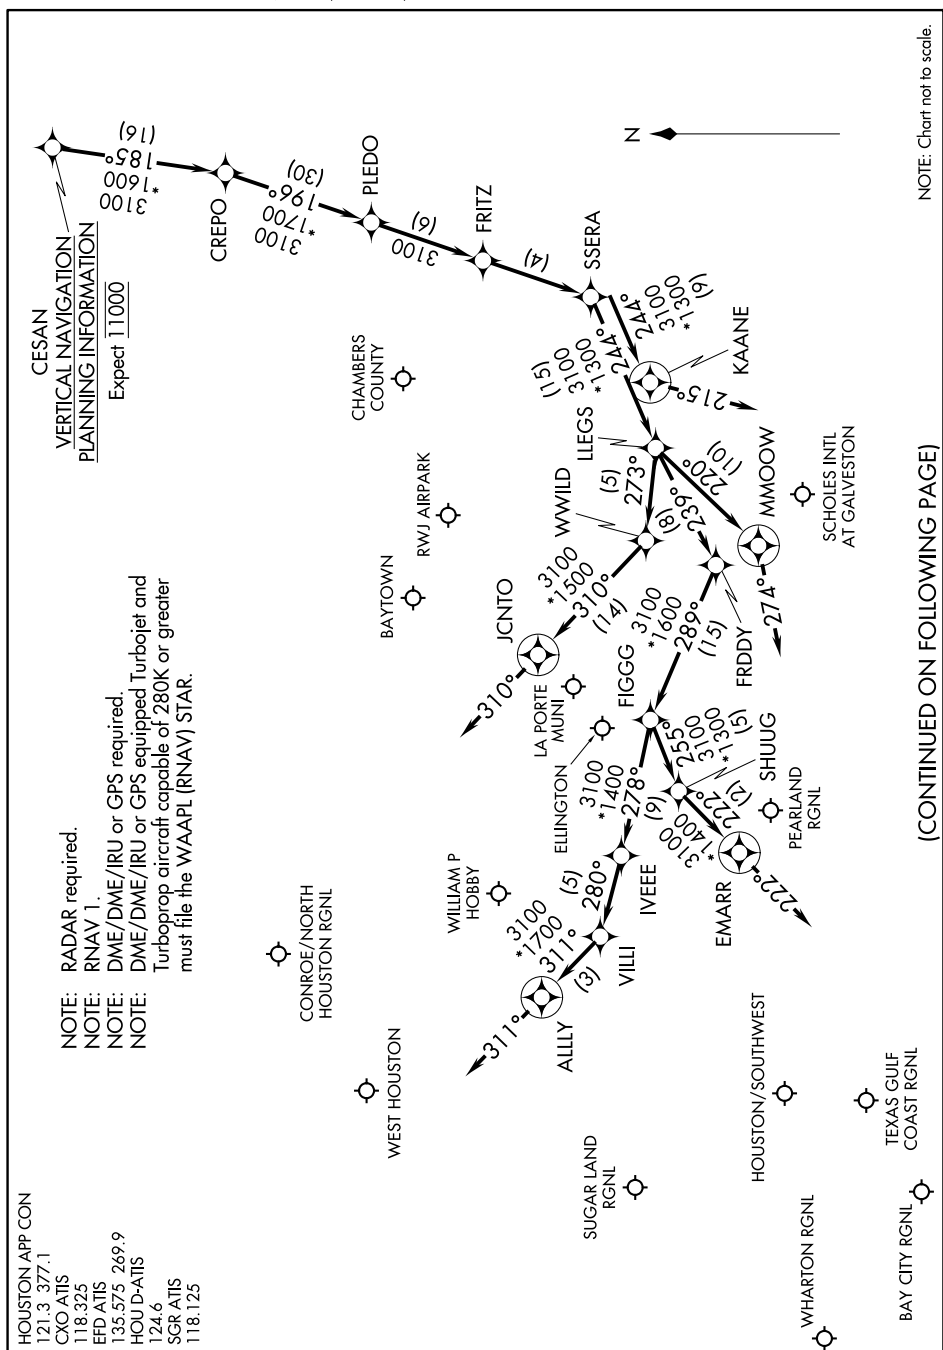 HOUSTON APP CON
121.3 377.1
CXO ATIS
118.325
EFD ATIS
135.575 269.9
HOU D-ATIS
124.6
SGR ATIS
118.125
NOTE: RADAR required.
NOTE: RNAV 1.
NOTE: DME/DME/IRU or GPS required.
NOTE: DME/DME/IRU or GPS equipped Turbojet and
Turboprop aircraft capable of 280K or greater
must file the WAAPL (RNAV) STAR.
CESAN
VERTICAL NAVIGATION
PLANNING INFORMATION
Expect 11000
3100
*1600
185°
(16)
CREPO
3100
*1700
196°
(30)
PLEDO
3100
(6)
FRITZ
(4)
SSERA
244°
3100
*1300
(9)
KAANE
215°
(15)
3100
*1300
244°
LLEGS
(5)
273°
WWILD
3100
*1500
310°
(14)
JCNTO
310°
(8)
239°
FRDDY
220°
(10)
MMOOW
274°
3100
*1600
289°
(15)
FIGGG
255°
3100
*1300
(5)
SHUUG
3100
*1400
222°
(2)
EMARR
222°
3100
*1400
278°
(9)
IVEEE
(5)
280°
VILLI
3100
*1700
311°
(3)
ALLLY
311°
CHAMBERS
COUNTY
RWJ AIRPARK
BAYTOWN
LA PORTE
MUNI
ELLINGTON
WILLIAM P
HOBBY
CONROE/NORTH
HOUSTON RGNL
WEST HOUSTON
SUGAR LAND
RGNL
PEARLAND
RGNL
SCHOLES INTL
AT GALVESTON
HOUSTON/SOUTHWEST
TEXAS GULF
COAST RGNL
WHARTON RGNL
BAY CITY RGNL
N
NOTE: Chart not to scale.
(CONTINUED ON FOLLOWING PAGE)